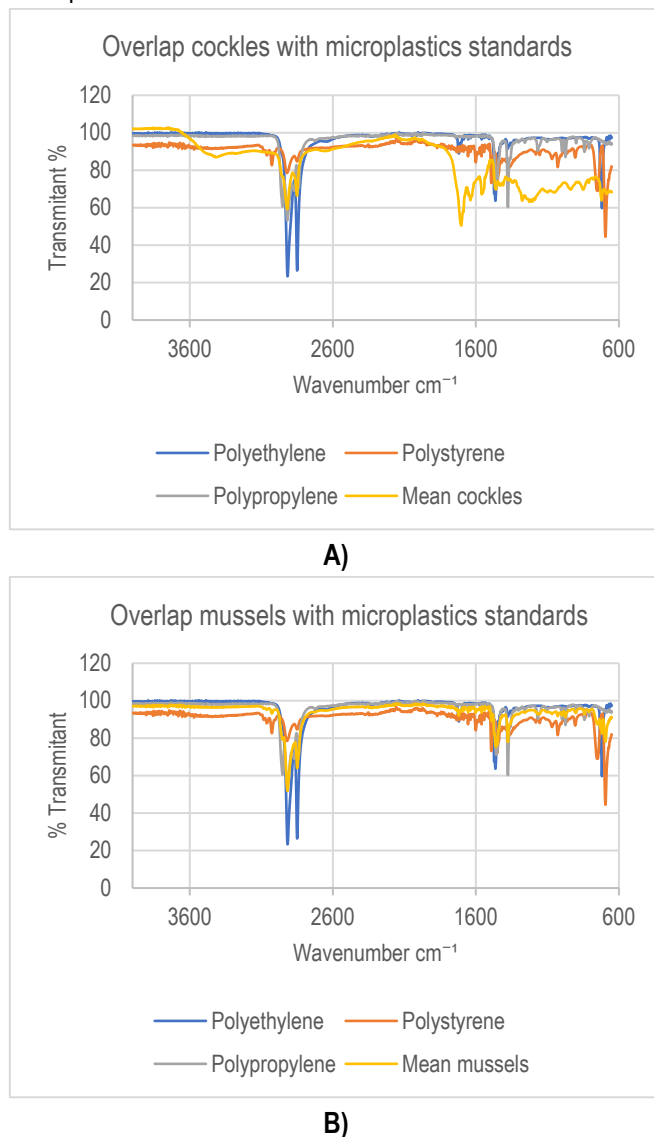 Overlap cockles with microplastics standards
120
100
80
60
40
20
0
Transmitant %
3600 2600 1600 600
Wavenumber cm⁻¹
Polyethylene Polystyrene
Polypropylene Mean cockles
A)
Overlap mussels with microplastics standards
120
100
80
60
40
20
0
% Transmitant
3600 2600 1600 600
Wavenumber cm⁻¹
Polyethylene Polystyrene
Polypropylene Mean mussels
B)